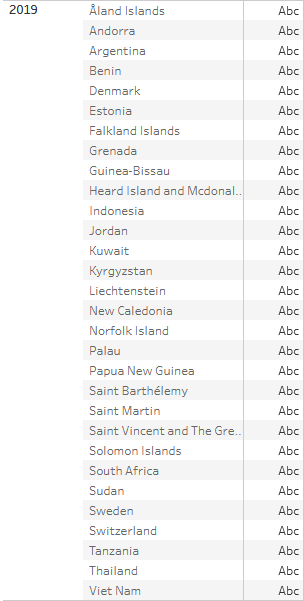 2019 Åland Islands Abc
Andorra Abc
Argentina Abc
Benin Abc
Denmark Abc
Estonia Abc
Falkland Islands Abc
Grenada Abc
Guinea-Bissau Abc
Heard Island and Mcdonal.. Abc
Indonesia Abc
Jordan Abc
Kuwait Abc
Kyrgyzstan Abc
Liechtenstein Abc
New Caledonia Abc
Norfolk Island Abc
Palau Abc
Papua New Guinea Abc
Saint Barthélemy Abc
Saint Martin Abc
Saint Vincent and The Gre.. Abc
Solomon Islands Abc
South Africa Abc
Sudan Abc
Sweden Abc
Switzerland Abc
Tanzania Abc
Thailand Abc
Viet Nam Abc